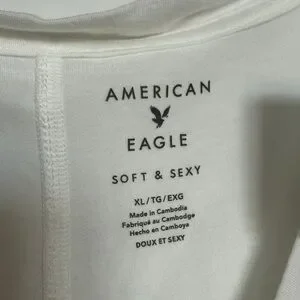 AMERICAN
EAGLE
SOFT & SEXY
XL/TG/EXG
Made in Cambodia
Fabriqué au Cambodge
Hecho en Camboya
DOUX ET SEXY